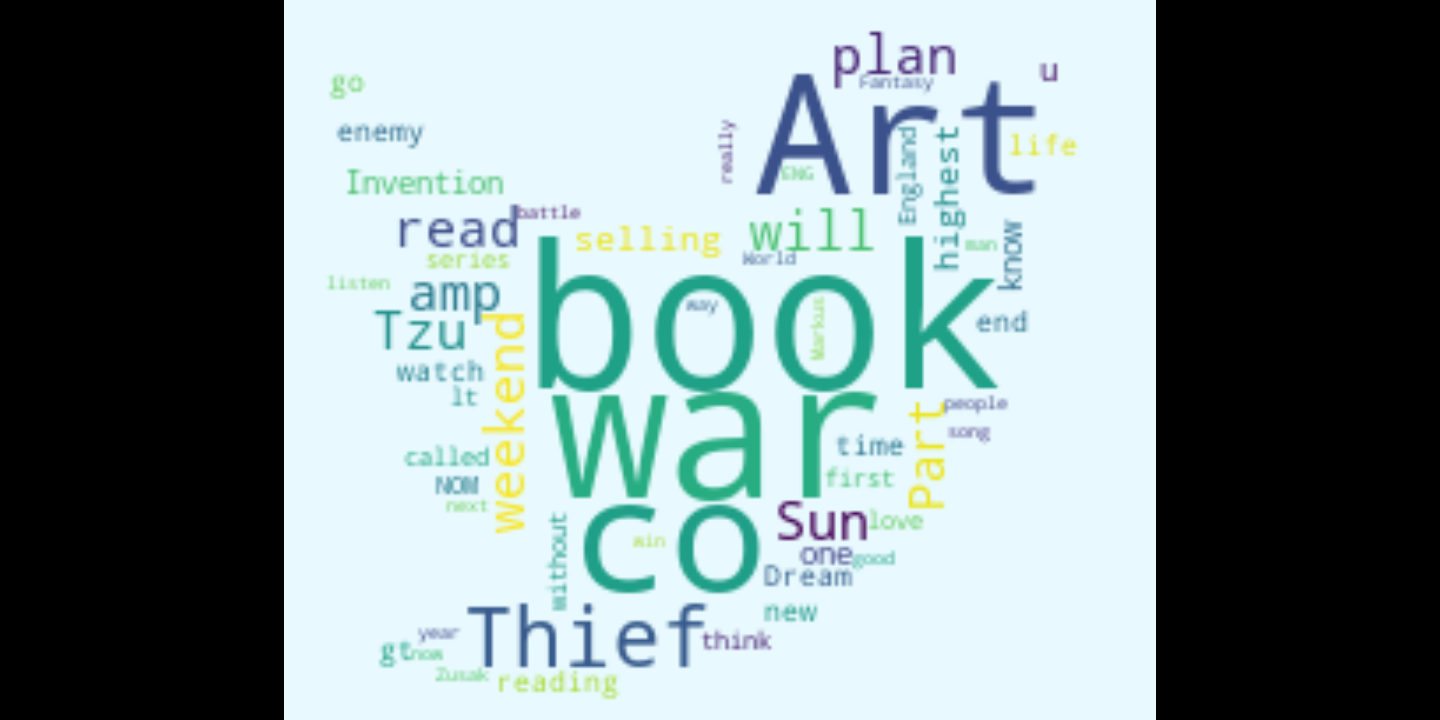 plan
Fantasy
u
go
Art
enemy
really
life
ENG
England
highest
Invention
read
battle
selling
will
World
man
know
series
listen
amp
way
Markus
end
Tzu
book
weekend
watch
lt
war
people
Part
song
time
called
first
NOM
next
Sun
love
co
win
without
one
good
Dream
new
Thief
think
year
gt
now
Zusak
reading